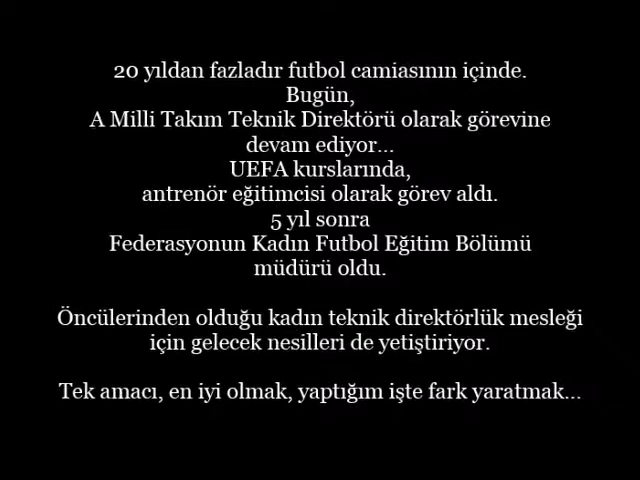 20 yıldan fazladır futbol camiasının içinde.
Bugün,
A Milli Takım Teknik Direktörü olarak görevine
devam ediyor...
UEFA kurslarında,
antrenör eğitimcisi olarak görev aldı.
5 yıl sonra
Federasyonun Kadın Futbol Eğitim Bölümü
müdürü oldu.
Öncülerinden olduğu kadın teknik direktörlük mesleği
için gelecek nesilleri de yetiştiriyor.
Tek amacı, en iyi olmak, yaptığım işte fark yaratmak...